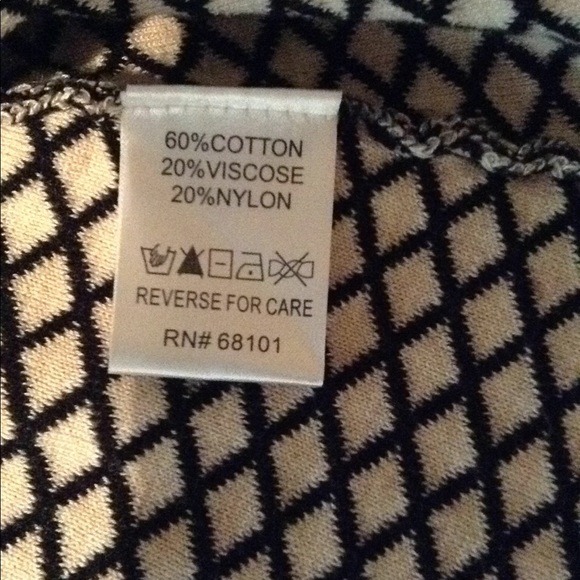 60%COTTON
20%VISCOSE
20%NYLON
REVERSE FOR CARE
RN# 68101